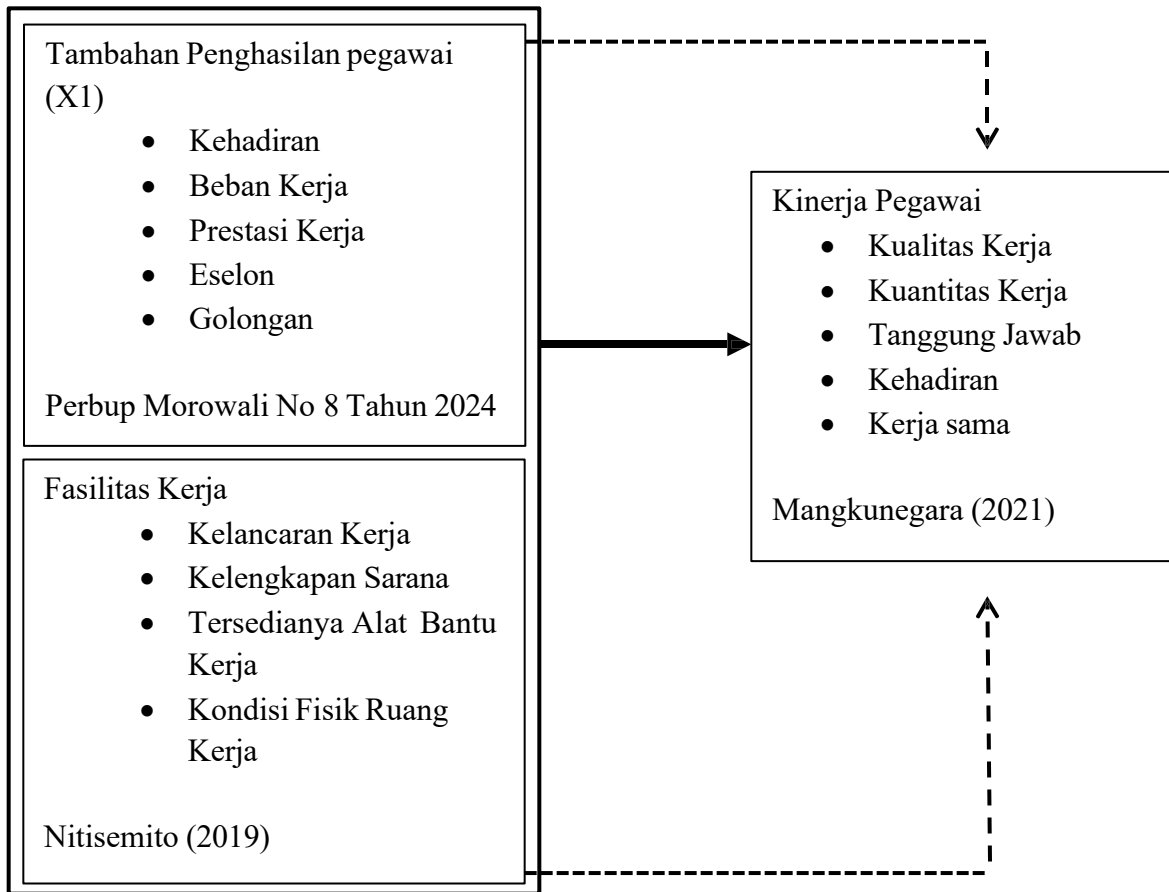 Tambahan Penghasilan pegawai
(X1)
• Kehadiran
• Beban Kerja
• Prestasi Kerja
• Eselon
• Golongan
Perbup Morowali No 8 Tahun 2024
Fasilitas Kerja
• Kelancaran Kerja
• Kelengkapan Sarana
• Tersedianya Alat Bantu
Kerja
• Kondisi Fisik Ruang
Kerja
Nitisemito (2019)
Kinerja Pegawai
• Kualitas Kerja
• Kuantitas Kerja
• Tanggung Jawab
• Kehadiran
• Kerja sama
Mangkunegara (2021)